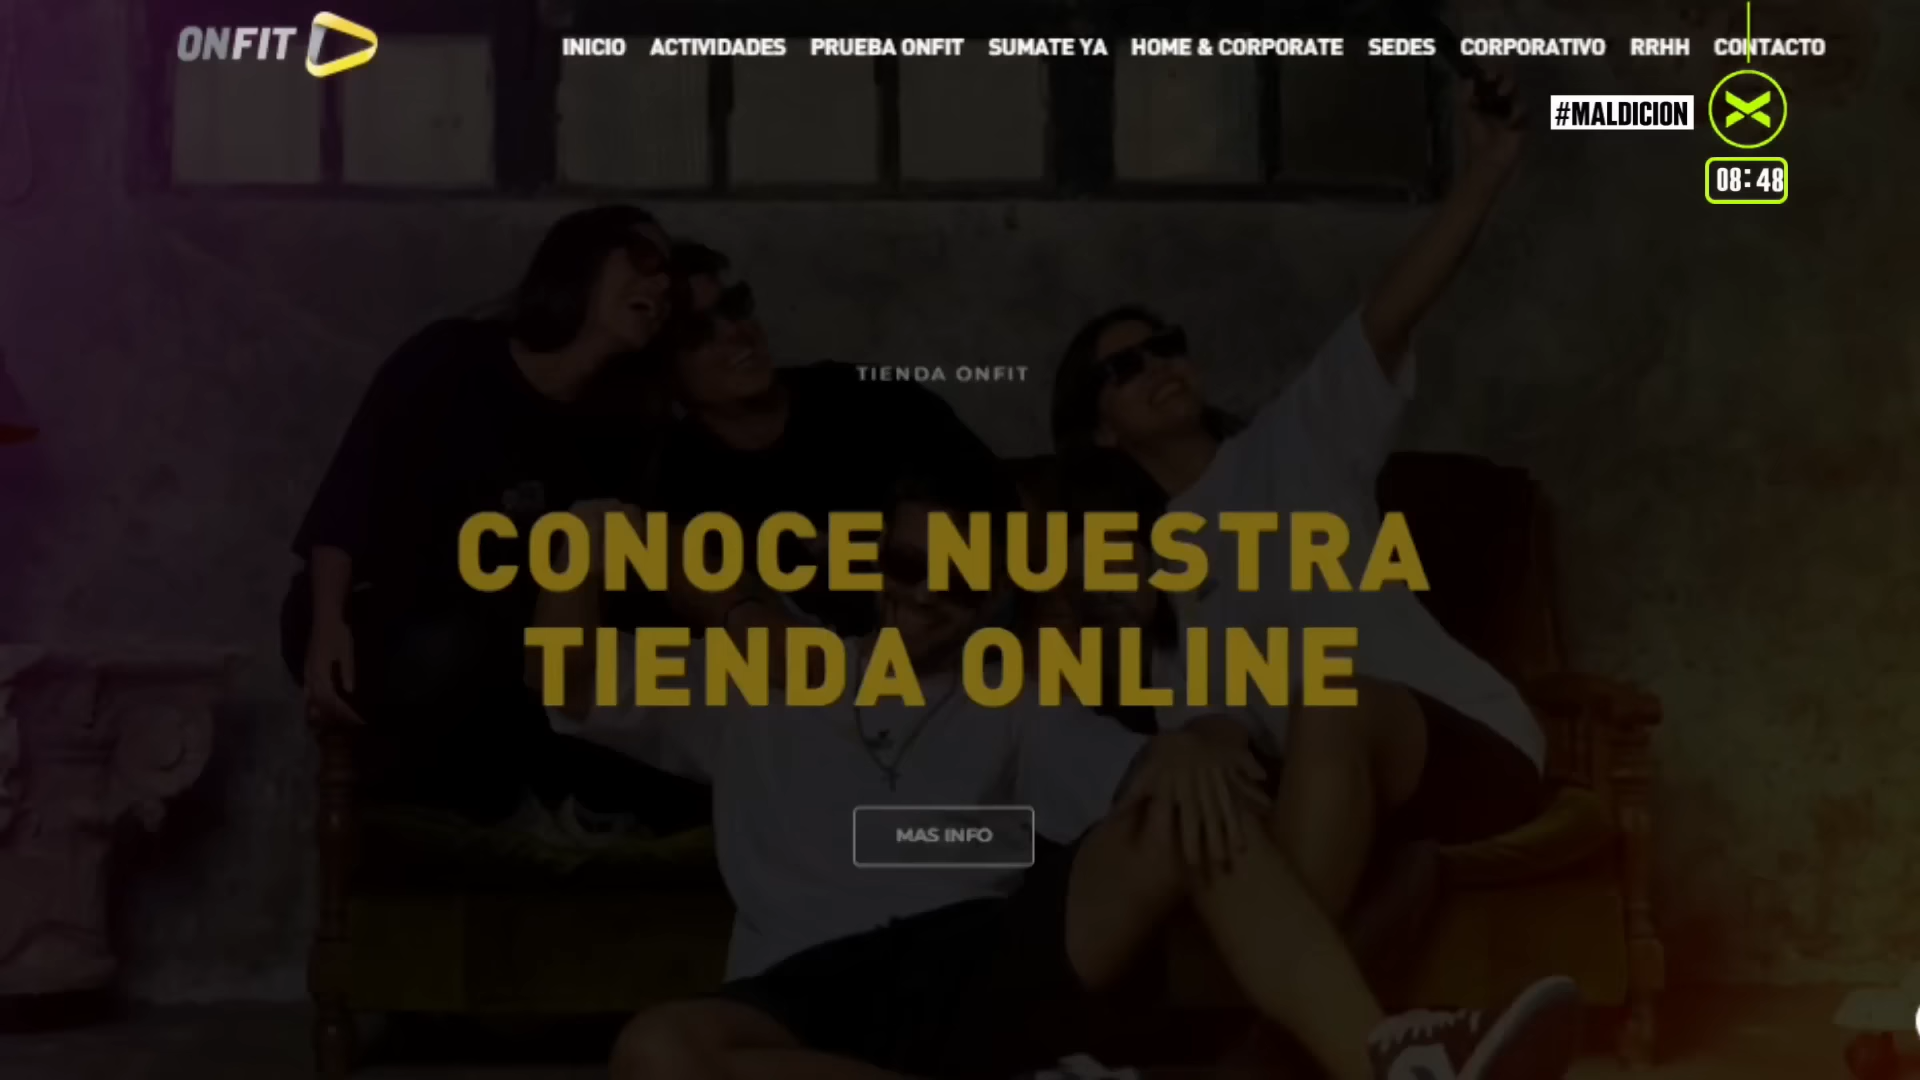 ONFIT
INICIO ACTIVIDADES PRUEBA ONFIT SUMATE YA HOME & CORPORATE SEDES CORPORATIVO RRHH CONTACTO
#MALDICION
08:48
TIENDA ONFIT
CONOCE NUESTRA
TIENDA ONLINE
MAS INFO